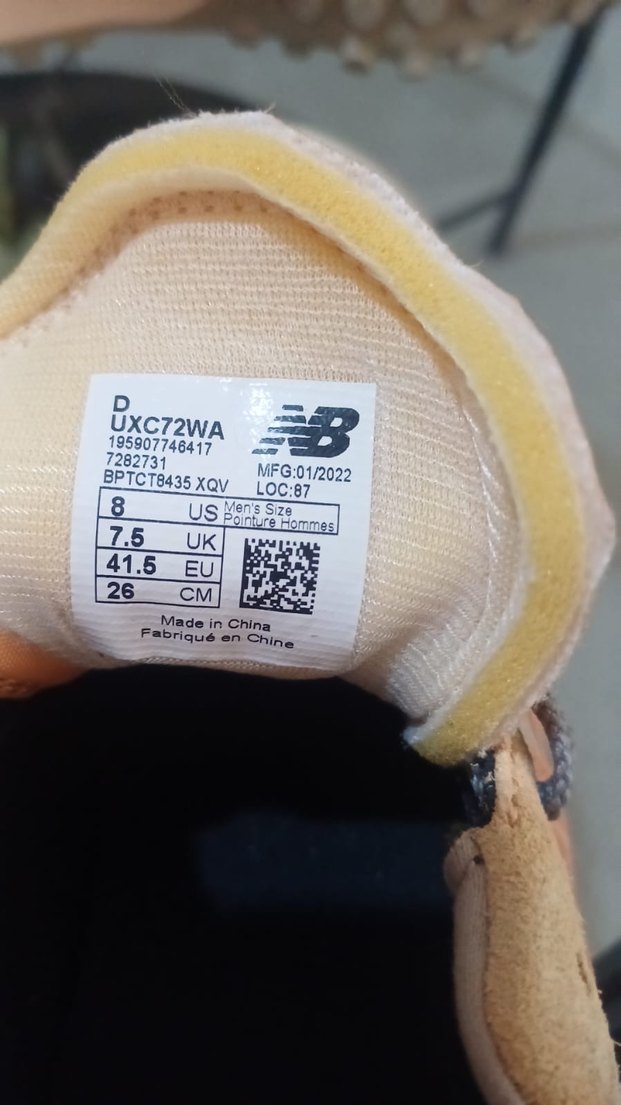 D
UXC72WA
195907746417
7282731
BPTCT8435 XQV
NB
MFG:01/2022
LOC:87
8 US Men's Size
Pointure Hommes
7.5 UK
41.5 EU
26 CM
Made in China
Fabriqué en Chine